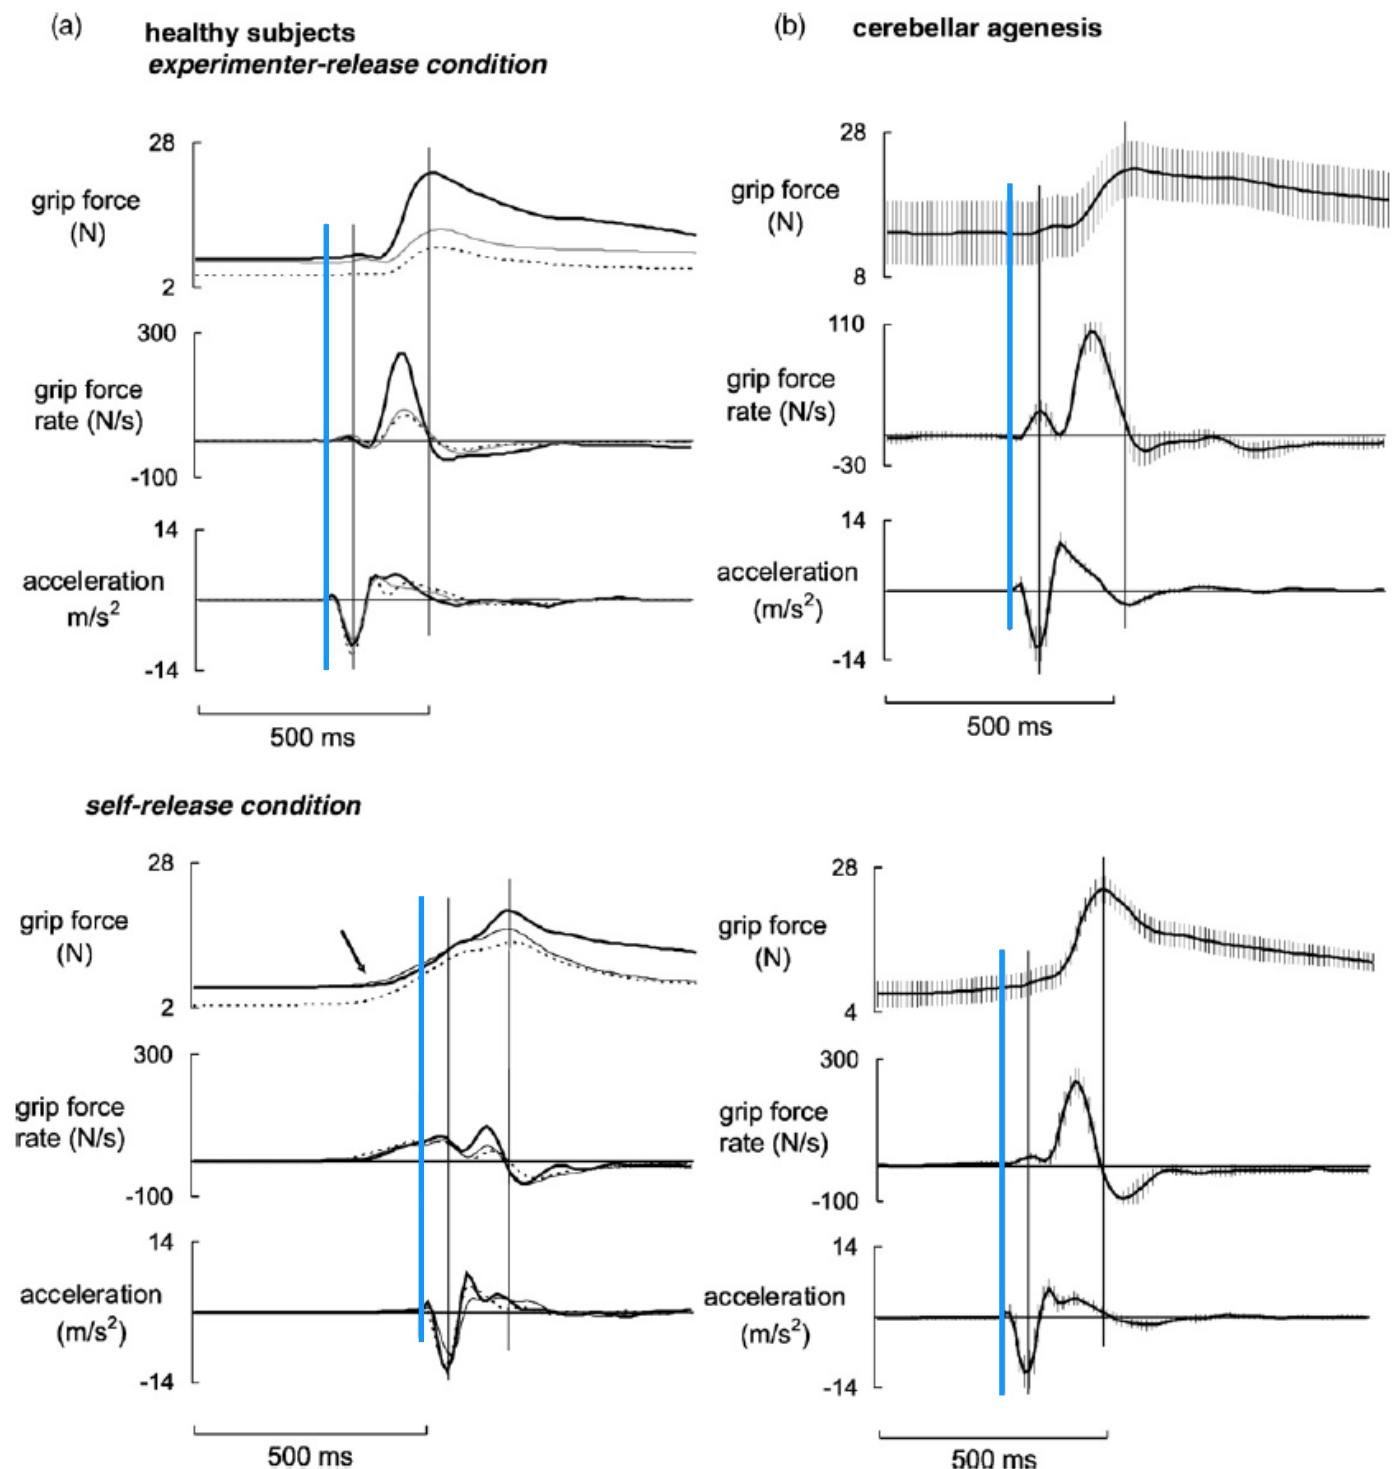 (a)
healthy subjects
experimenter-release condition
28
grip force
(N)
2
300
grip force
rate (N/s)
-100
14
acceleration
m/s²
-14
500 ms
(b)
cerebellar agenesis
28
grip force
(N)
8
110
grip force
rate (N/s)
-30
14
acceleration
(m/s²)
-14
500 ms
self-release condition
28
grip force
(N)
2
300
grip force
rate (N/s)
-100
14
acceleration
(m/s²)
-14
500 ms
28
grip force
(N)
4
300
grip force
rate (N/s)
-100
14
acceleration
(m/s²)
-14
500 ms